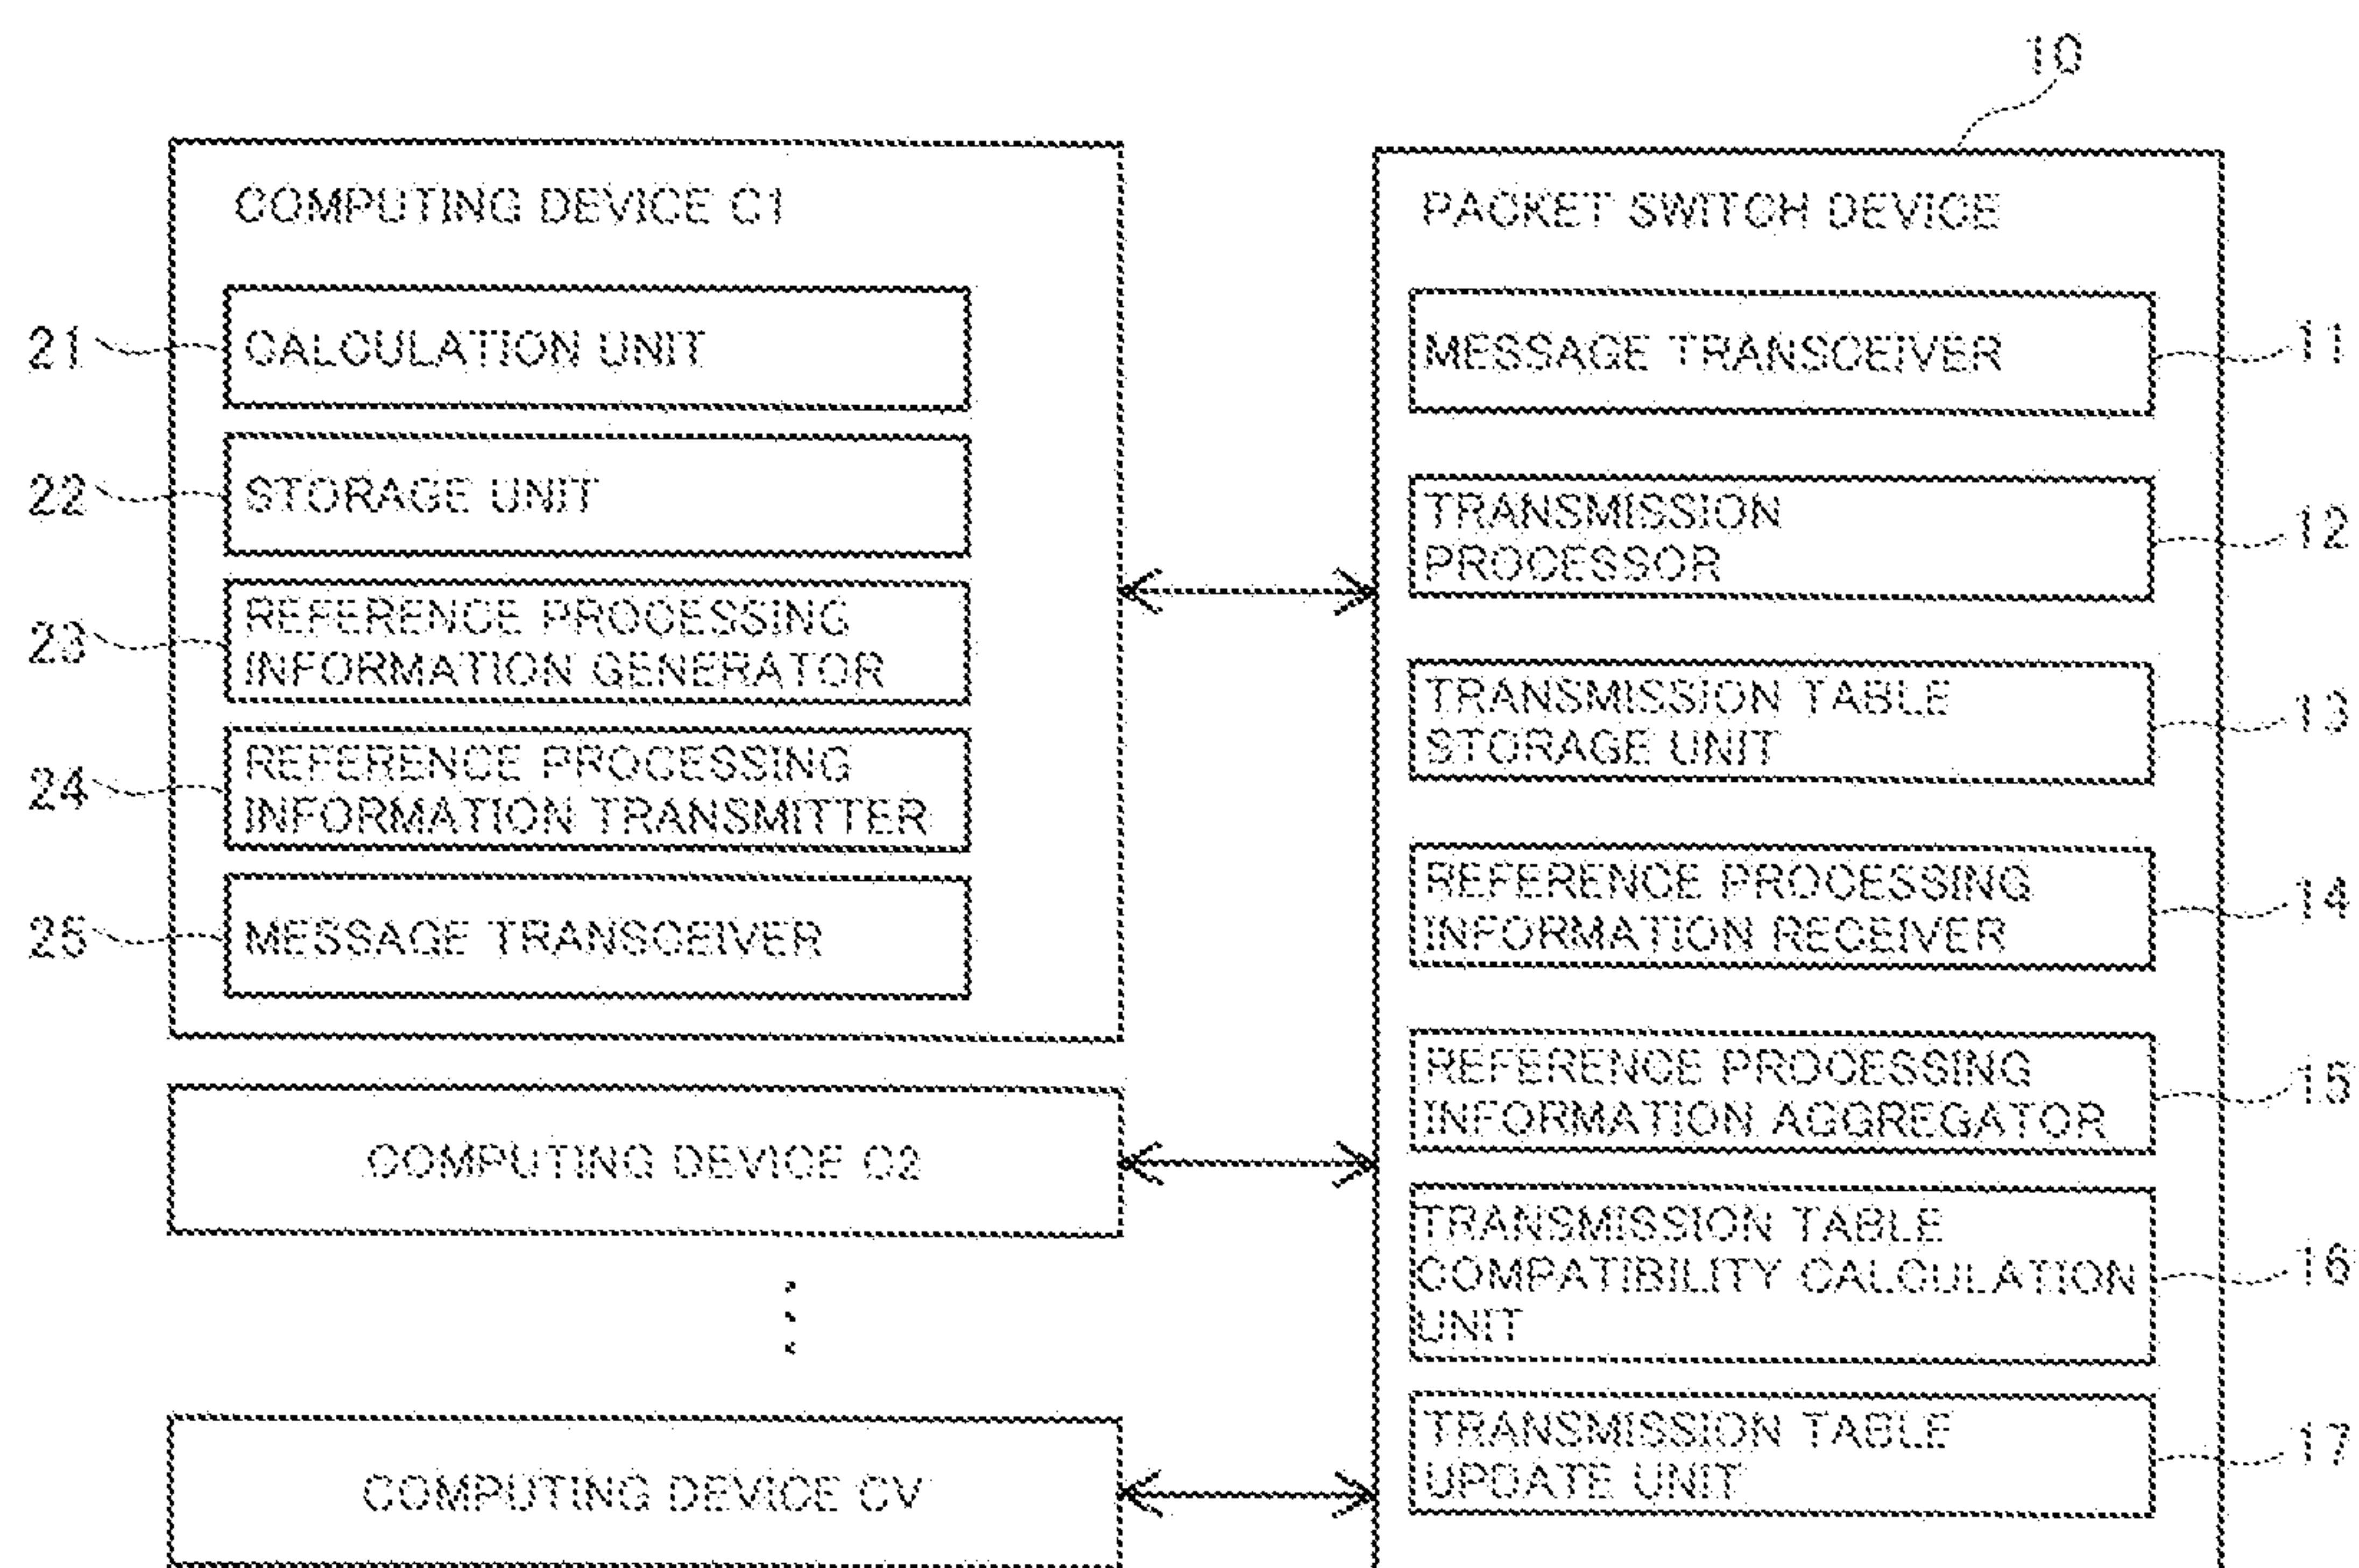 10
COMPUTING DEVICE C1
21
CALCULATION UNIT
22
STORAGE UNIT
23
REFERENCE PROCESSING
INFORMATION GENERATOR
24
REFERENCE PROCESSING
INFORMATION TRANSMITTER
25
MESSAGE TRANSCEIVER
COMPUTING DEVICE C2
COMPUTING DEVICE CV
PACKET SWITCH DEVICE
MESSAGE TRANSCEIVER
11
TRANSMISSION
PROCESSOR
12
TRANSMISSION TABLE
STORAGE UNIT
13
REFERENCE PROCESSING
INFORMATION RECEIVER
14
REFERENCE PROCESSING
INFORMATION AGGREGATOR
15
TRANSMISSION TABLE
COMPATIBILITY CALCULATION
UNIT
16
TRANSMISSION TABLE
UPDATE UNIT
17